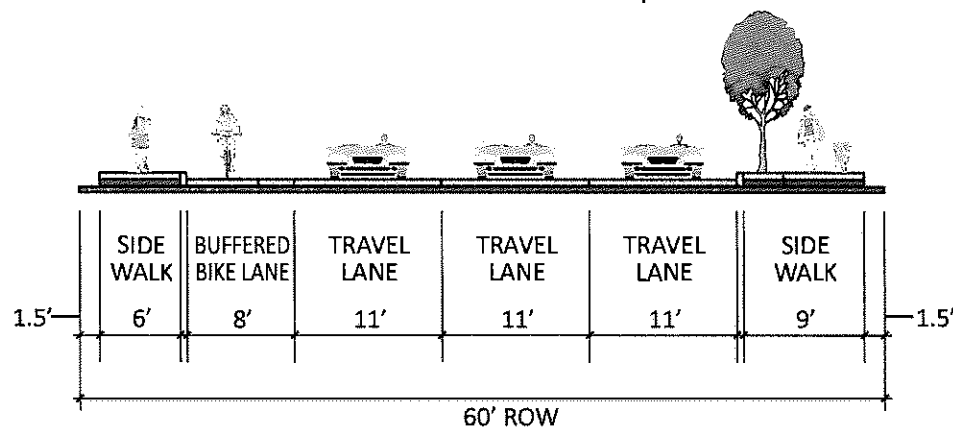 SIDE WALK
BUFFERED BIKE LANE
TRAVEL LANE
TRAVEL LANE
TRAVEL LANE
SIDE WALK
1.5' 6' 8' 11' 11' 11' 9' 1.5'
60' ROW